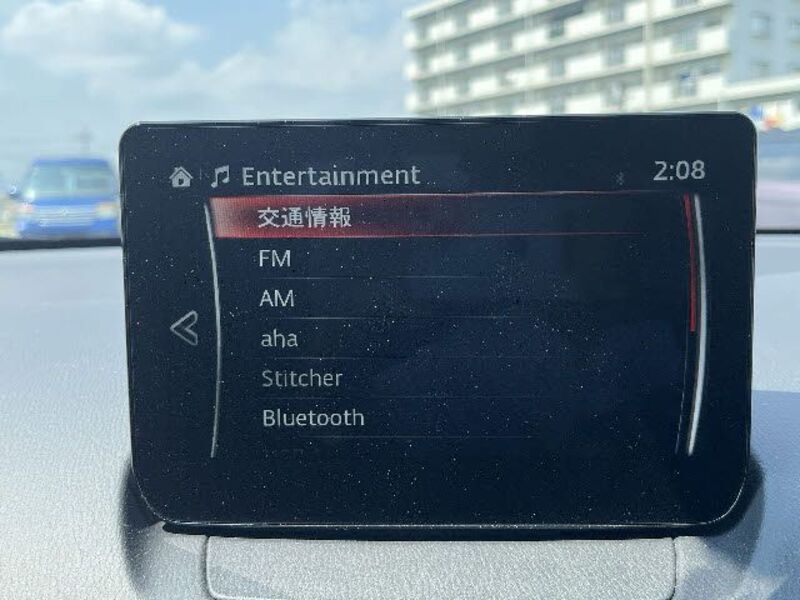 Entertainment 2:08
交通情報
FM
AM
aha
Stitcher
Bluetooth